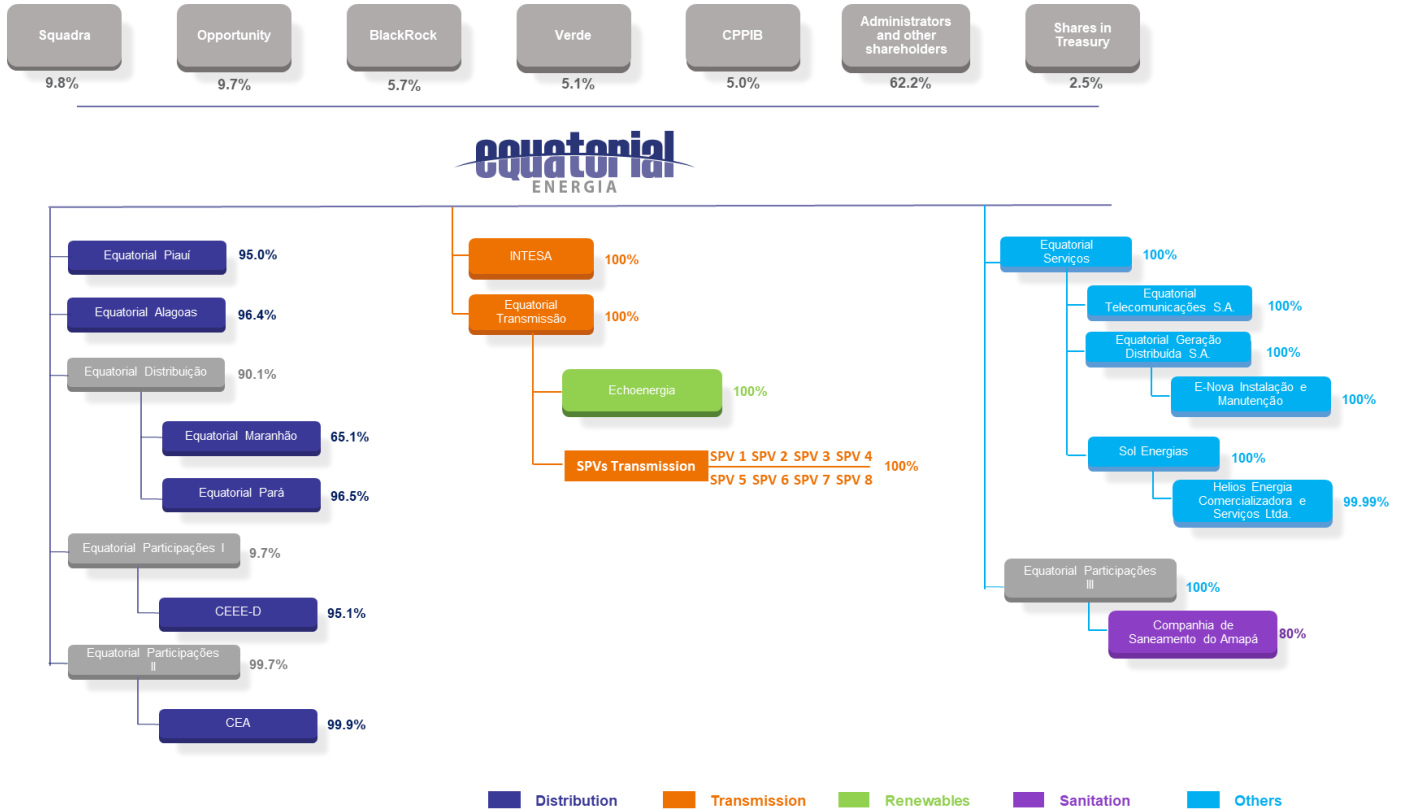 Squadra
Opportunity
BlackRock
Verde
CPPIB
Administrators
and other
shareholders
Shares in
Treasury
9.8%
9.7%
5.7%
5.1%
5.0%
62.2%
2.5%
equatorial
ENERGIA
Equatorial Piauí
95.0%
Equatorial Alagoas
96.4%
Equatorial Distribuição
90.1%
Equatorial Maranhão
65.1%
Equatorial Pará
96.5%
Equatorial Participações I
9.7%
CEEE-D
95.1%
Equatorial Participações
II
99.7%
CEA
99.9%
INTESA
100%
Equatorial
Transmissão
100%
Echoenergia
100%
SPVs Transmission
SPV 1 SPV 2 SPV 3 SPV 4
SPV 5 SPV 6 SPV 7 SPV 8
100%
Equatorial
Serviços
100%
Equatorial
Telecomunicações S.A.
100%
Equatorial Geração
Distribuída S.A.
100%
E-Nova Instalação e
Manutenção
100%
Sol Energias
100%
Helios Energia
Comercializadora e
Serviços Ltda.
99.99%
Equatorial Participações
III
100%
Companhia de
Saneamento do Amapá
80%
Distribution
Transmission
Renewables
Sanitation
Others